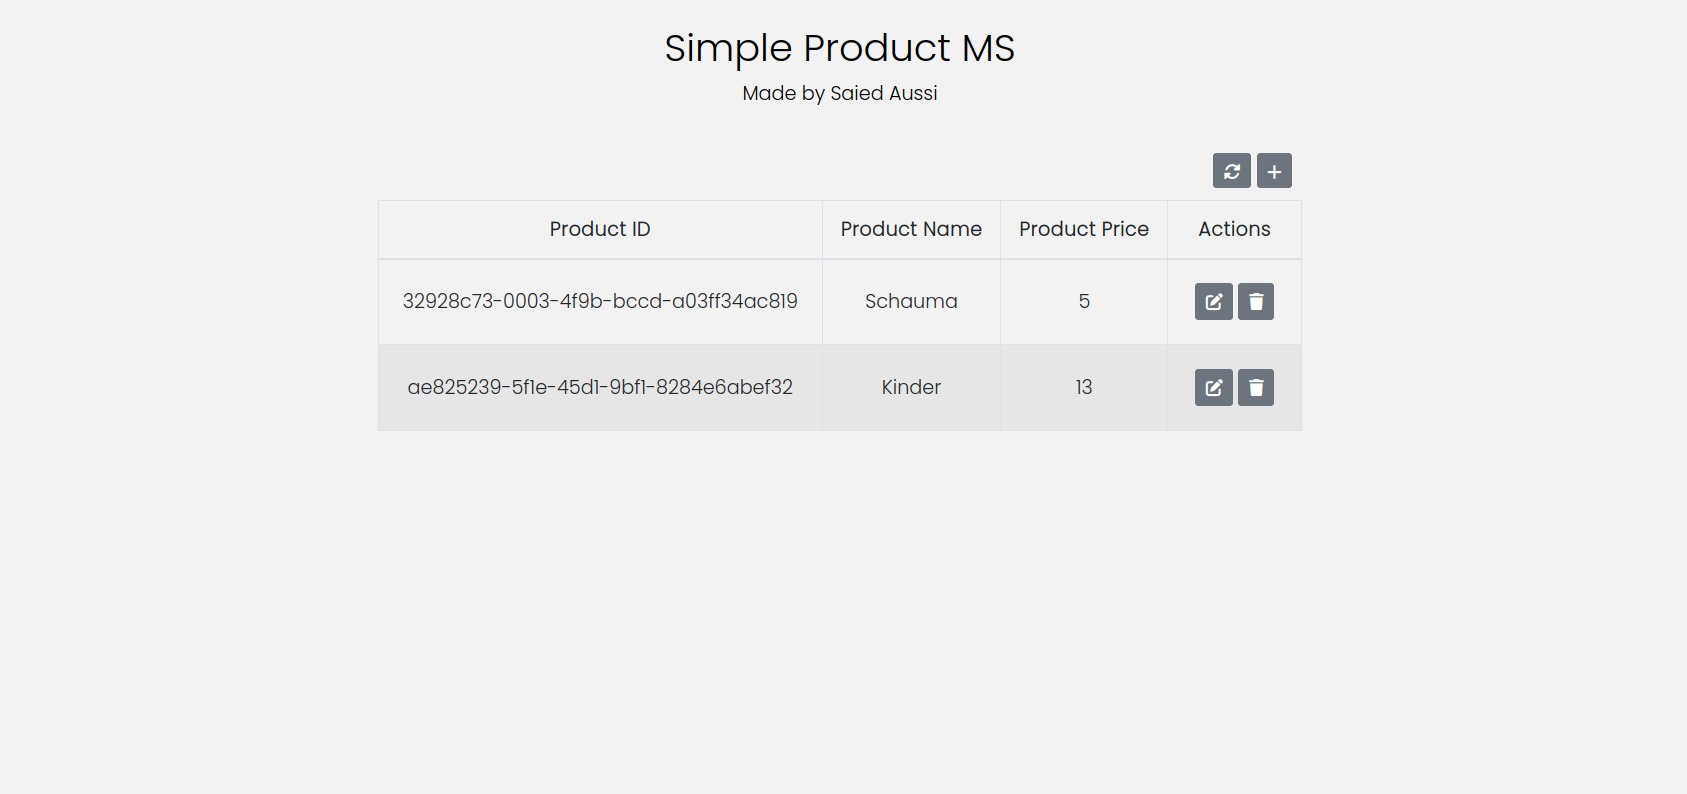 Simple Product MS
Made by Saied Aussi
Product ID Product Name Product Price Actions
32928c73-0003-4f9b-bccd-a03ff34ac819 Schauma 5
ae825239-5f1e-45d1-9bf1-8284e6abef32 Kinder 13